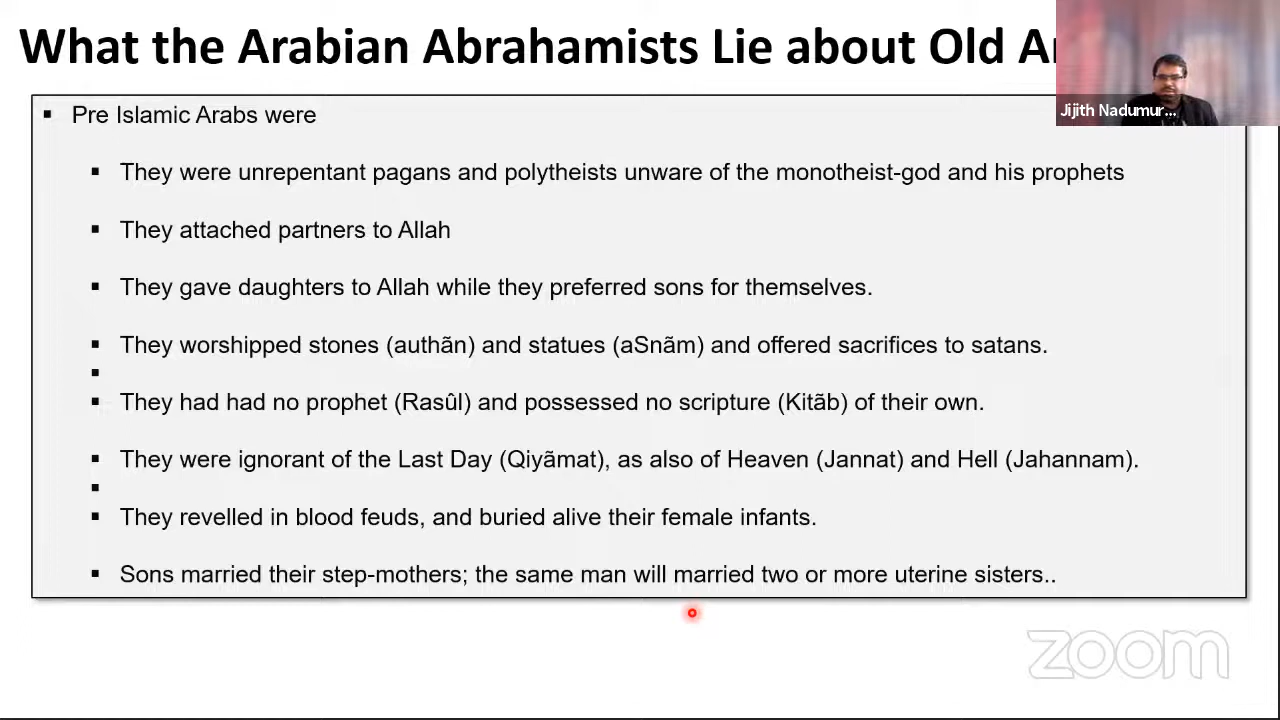 What the Arabian Abrahamists Lie about Old
Jijith Nadumur...
▪ Pre Islamic Arabs were
▪ They were unrepentant pagans and polytheists unware of the monotheist-god and his prophets
▪ They attached partners to Allah
▪ They gave daughters to Allah while they preferred sons for themselves.
▪ They worshipped stones (authãn) and statues (aSnãm) and offered sacrifices to satans.
▪
▪ They had had no prophet (Rasûl) and possessed no scripture (Kitãb) of their own.
▪ They were ignorant of the Last Day (Qiyãmat), as also of Heaven (Jannat) and Hell (Jahannam).
▪
▪ They revelled in blood feuds, and buried alive their female infants.
▪ Sons married their step-mothers; the same man will married two or more uterine sisters..
zoom